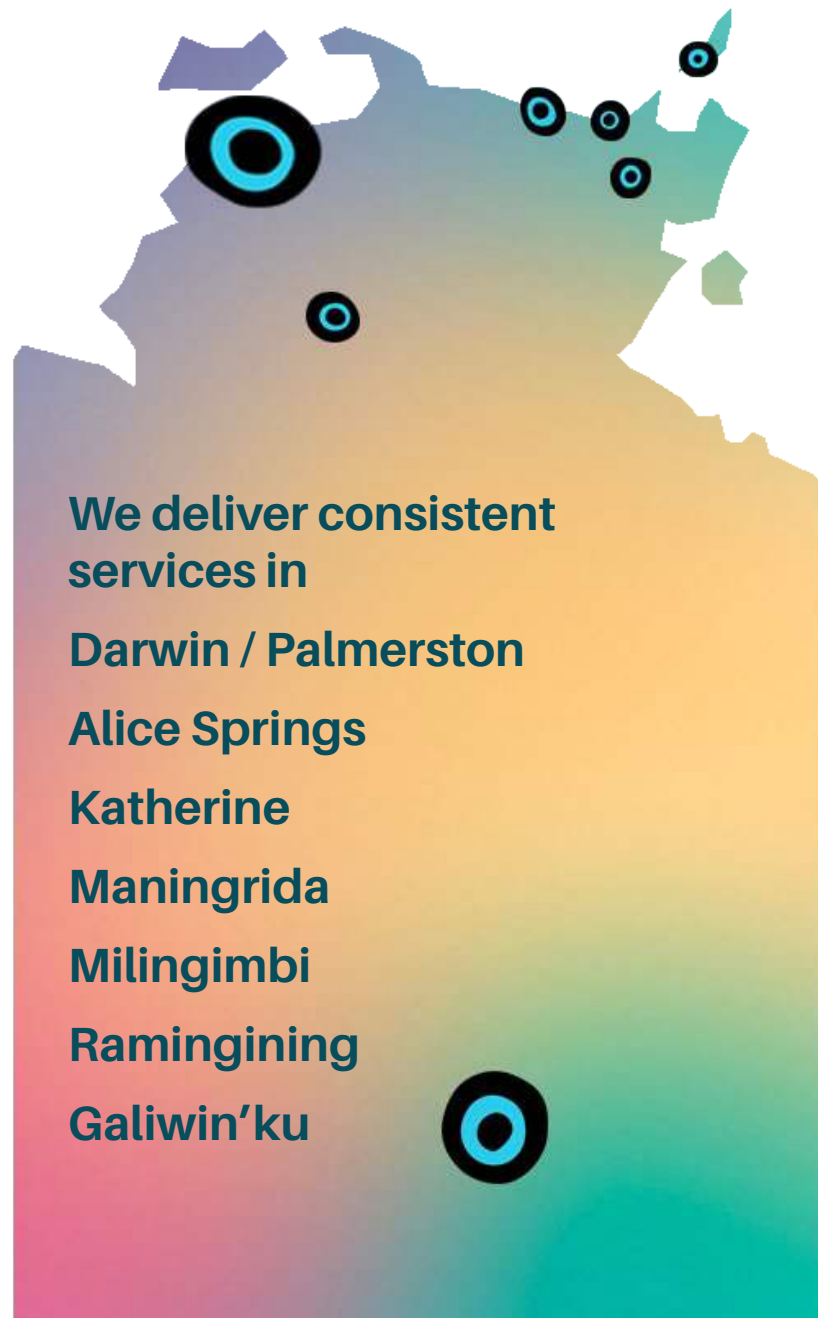 We deliver consistent
services in
Darwin / Palmerston
Alice Springs
Katherine
Maningrida
Milingimbi
Ramingining
Galiwin’ku